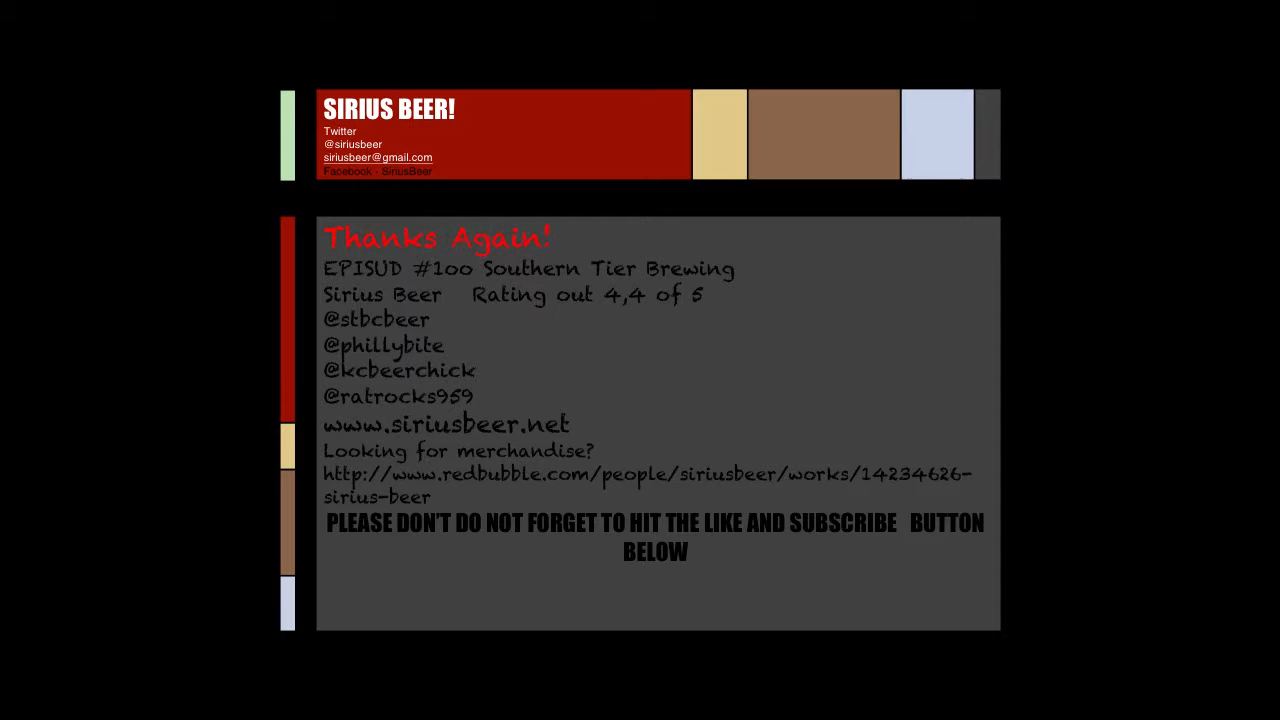 SIRIUS BEER!
Twitter
@siriusbeer
siriusbeer@gmail.com
Facebook - SiriusBeer
Thanks Again!
EPISUD #100 Southern Tier Brewing
Sirius Beer Rating out 4,4 of 5
@stbcbeer
@phillybite
@kcbeerchick
@ratrocks959
www.siriusbeer.net
Looking for merchandise?
http://www.redbubble.com/people/siriusbeer/works/14234626-
sirius-beer
PLEASE DON'T DO NOT FORGET TO HIT THE LIKE AND SUBSCRIBE BUTTON
BELOW